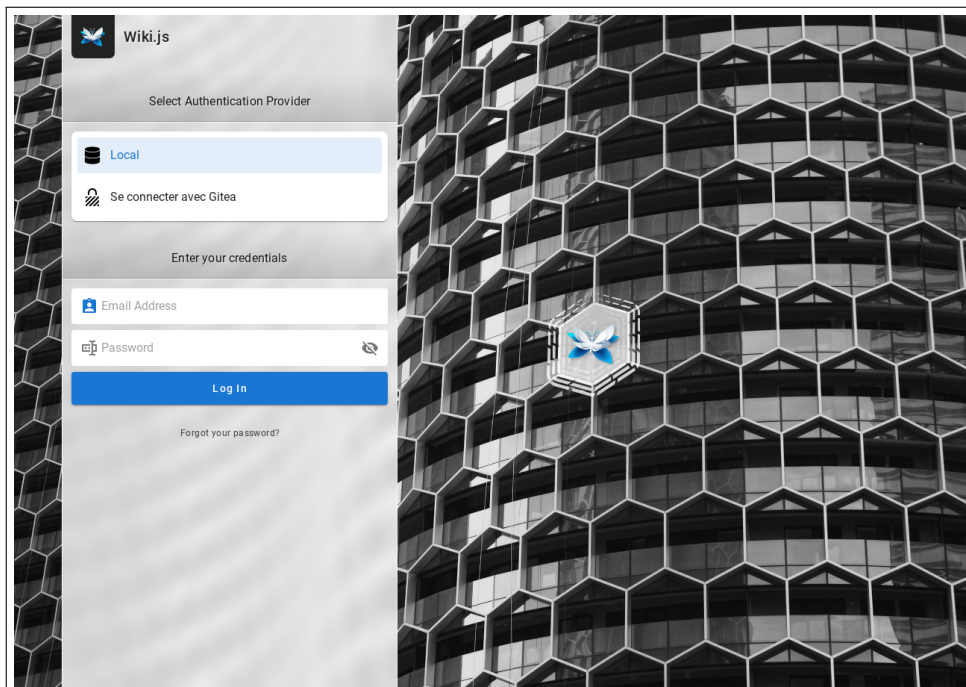 Wiki.js
Select Authentication Provider
Local
Se connecter avec Gitea
Enter your credentials
Email Address
Password
Log In
Forgot your password?